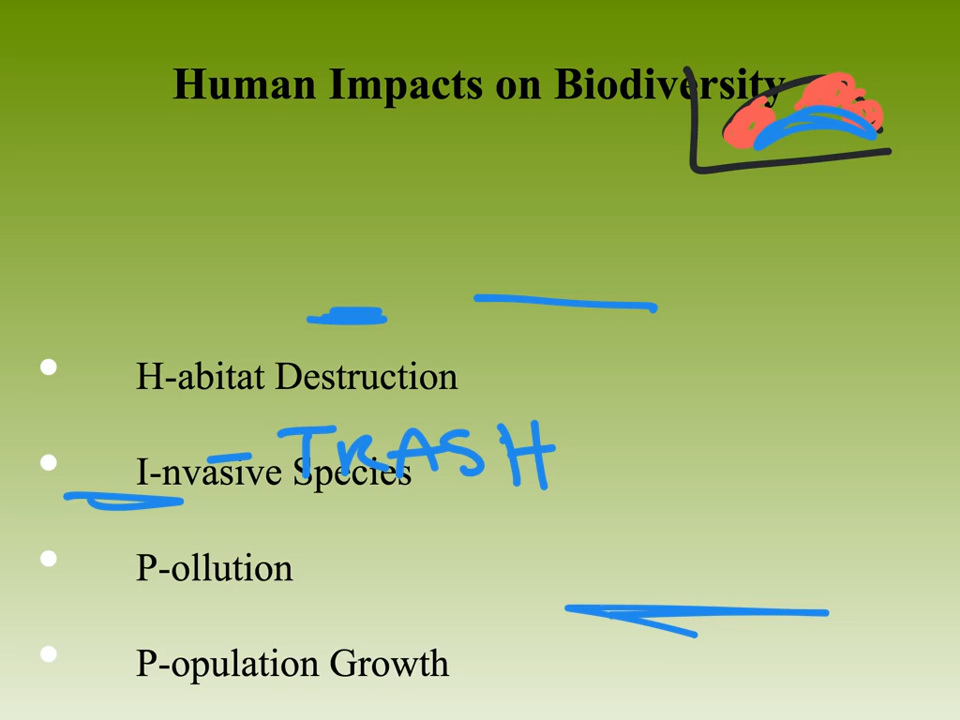 Human Impacts on Biodiversity
• H-abitat Destruction
– TRASH
• I-nvasive Species
• P-ollution
• P-opulation Growth